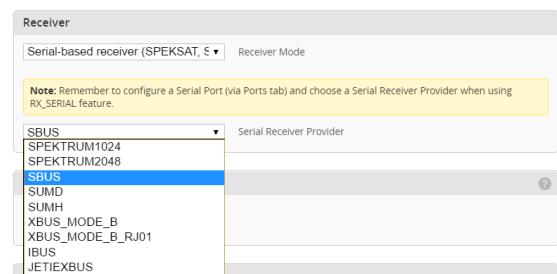 Receiver
Serial-based receiver (SPEKSAT, S
Receiver Mode
Note: Remember to configure a Serial Port (via Ports tab) and choose a Serial Receiver Provider when using
RX_SERIAL feature.
SBUS
Serial Receiver Provider
SPEKTRUM1024
SPEKTRUM2048
SBUS
SUMD
SUMH
XBUS_MODE_B
XBUS_MODE_B_RJ01
IBUS
JETIEXBUS